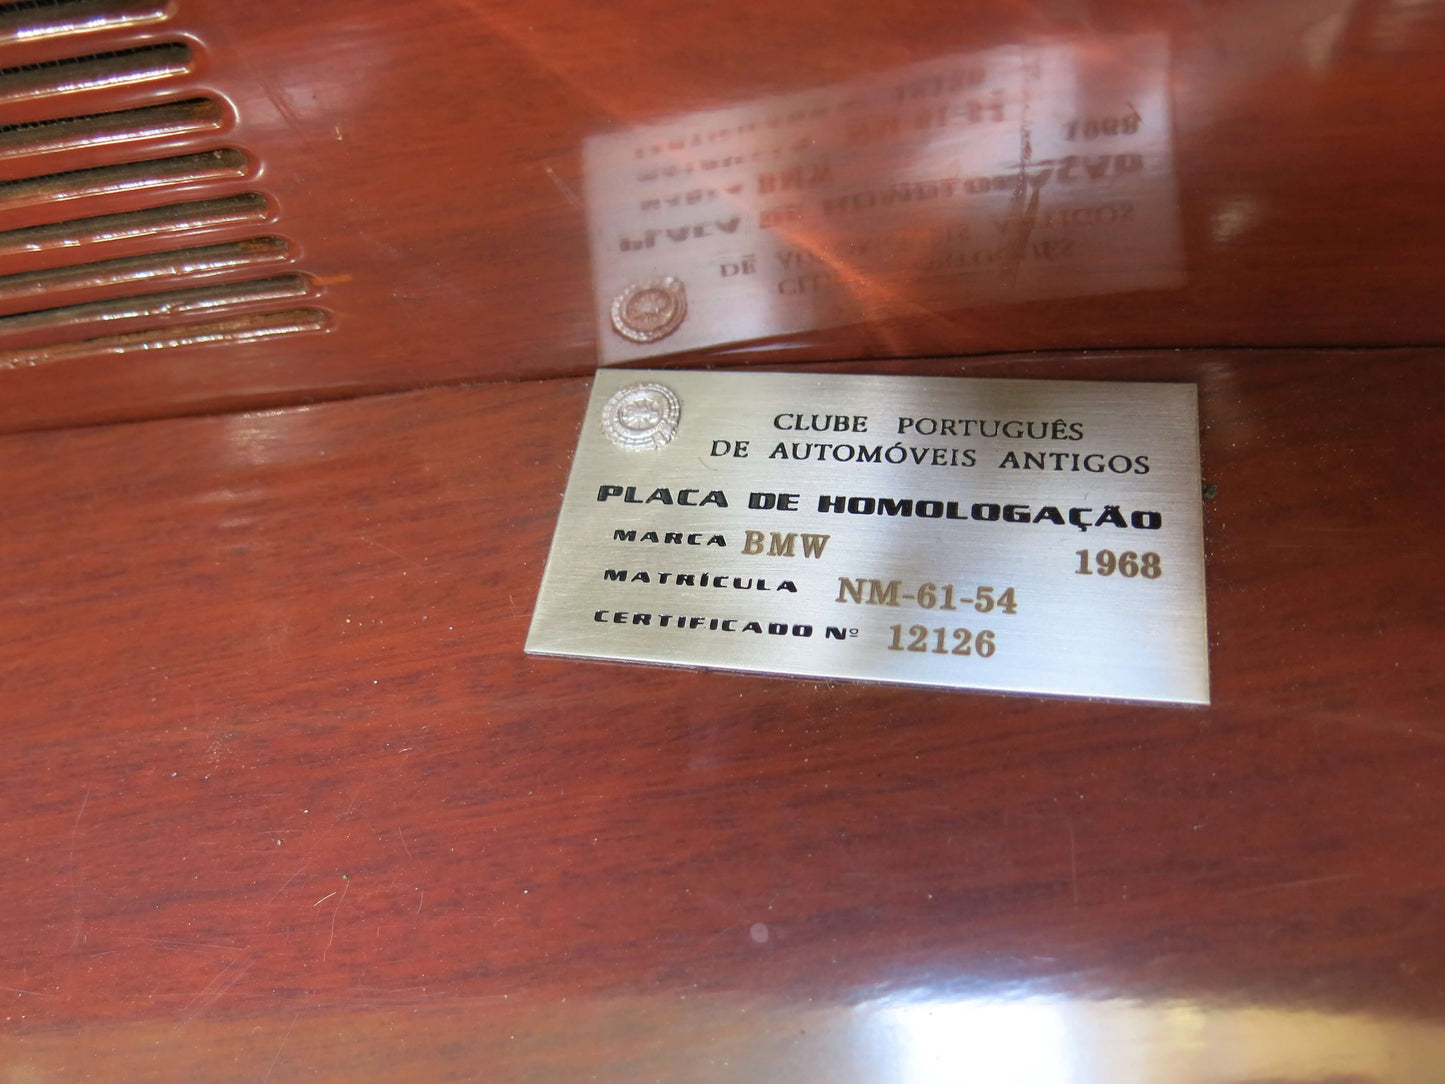 CLUBE PORTUGUÊS
DE AUTOMÓVEIS ANTIGOS
PLACA DE HOMOLOGAÇÃO
MARCA BMW 1968
MATRÍCULA NM-61-54
CERTIFICADO Nº 12126